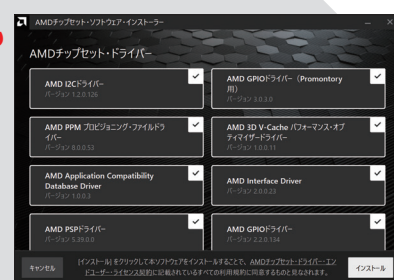 AMDチップセット・ソフトウェア・インストーラー
AMDチップセット・ドライバー
AMD I2Cドライバー
バージョン 1.2.0.126
AMD GPIOドライバー（Promontory
用）
バージョン 3.0.3.0
AMD PPM プロビジョニング・ファイルドラ
イバー
バージョン 8.0.0.53
AMD 3D V-Cache パフォーマンス・オプ
ティマイザードライバー
バージョン 1.0.0.11
AMD Application Compatibility
Database Driver
バージョン 1.0.0.3
AMD Interface Driver
バージョン 2.0.0.23
AMD PSPドライバー
バージョン 5.39.0.0
AMD GPIOドライバー
バージョン 2.2.0.134
キャンセル
[インストール] をクリックして本ソフトウェアをインストールすることで、AMDチップセット・ドライバー・エン
ドユーザー・ライセンス契約に記載されているすべての利用規約に同意するものと見なされます。
インストール